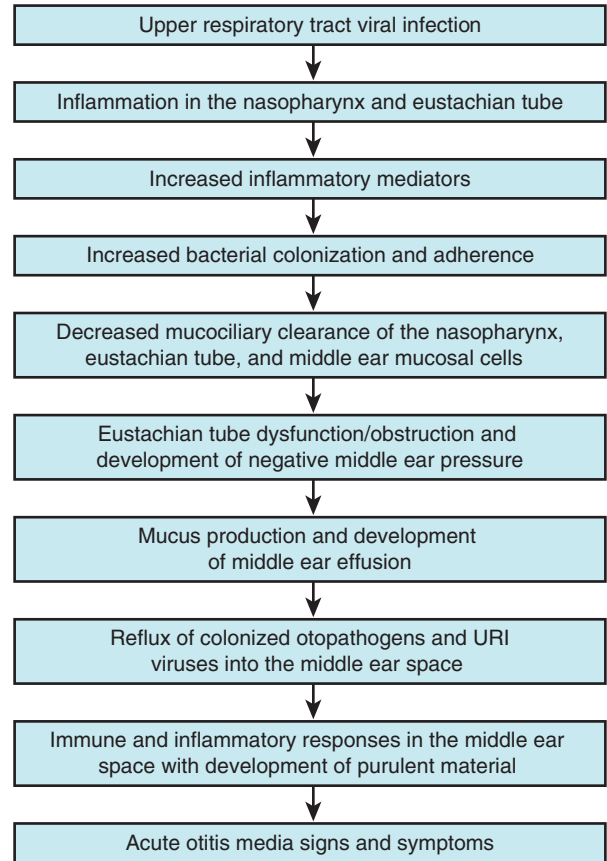 Upper respiratory tract viral infection
Inflammation in the nasopharynx and eustachian tube
Increased inflammatory mediators
Increased bacterial colonization and adherence
Decreased mucociliary clearance of the nasopharynx,
eustachian tube, and middle ear mucosal cells
Eustachian tube dysfunction/obstruction and
development of negative middle ear pressure
Mucus production and development
of middle ear effusion
Reflux of colonized otopathogens and URI
viruses into the middle ear space
Immune and inflammatory responses in the middle ear
space with development of purulent material
Acute otitis media signs and symptoms